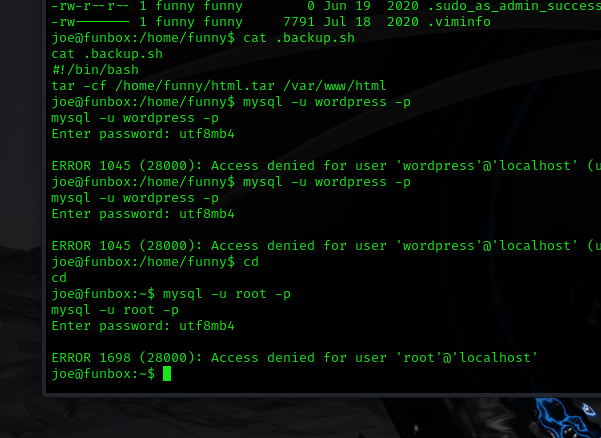 -rw-r--r-- 1 funny funny 0 Jun 19 2020 .sudo_as_admin_success
-rw------- 1 funny funny 7791 Jul 18 2020 .viminfo
joe@funbox:/home/funny$ cat .backup.sh
cat .backup.sh
#!/bin/bash
tar -cf /home/funny/html.tar /var/www/html
joe@funbox:/home/funny$ mysql -u wordpress -p
mysql -u wordpress -p
Enter password: utf8mb4
ERROR 1045 (28000): Access denied for user 'wordpress'@'localhost' (u
joe@funbox:/home/funny$ mysql -u wordpress -p
mysql -u wordpress -p
Enter password: utf8mb4
ERROR 1045 (28000): Access denied for user 'wordpress'@'localhost' (u
joe@funbox:/home/funny$ cd
cd
joe@funbox:~$ mysql -u root -p
mysql -u root -p
Enter password: utf8mb4
ERROR 1698 (28000): Access denied for user 'root'@'localhost'
joe@funbox:~$